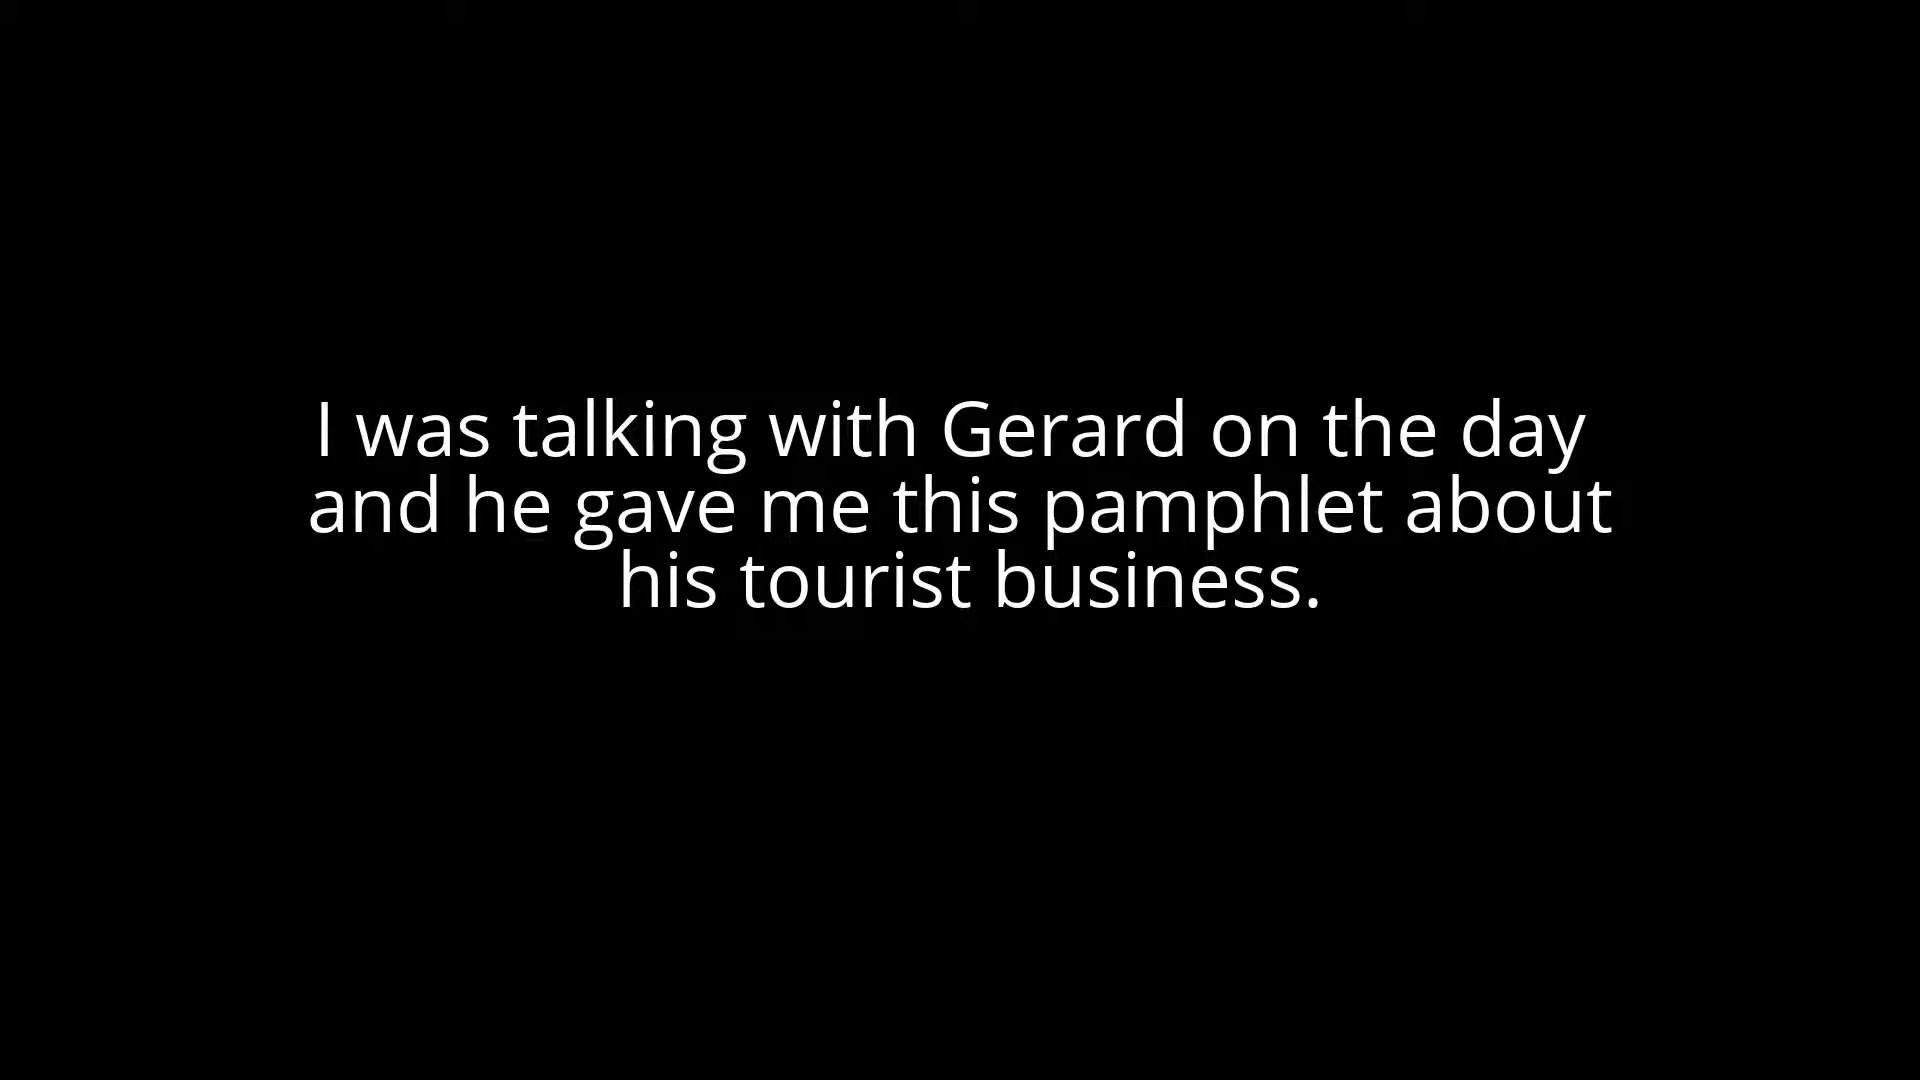 I was talking with Gerard on the day
and he gave me this pamphlet about
his tourist business.